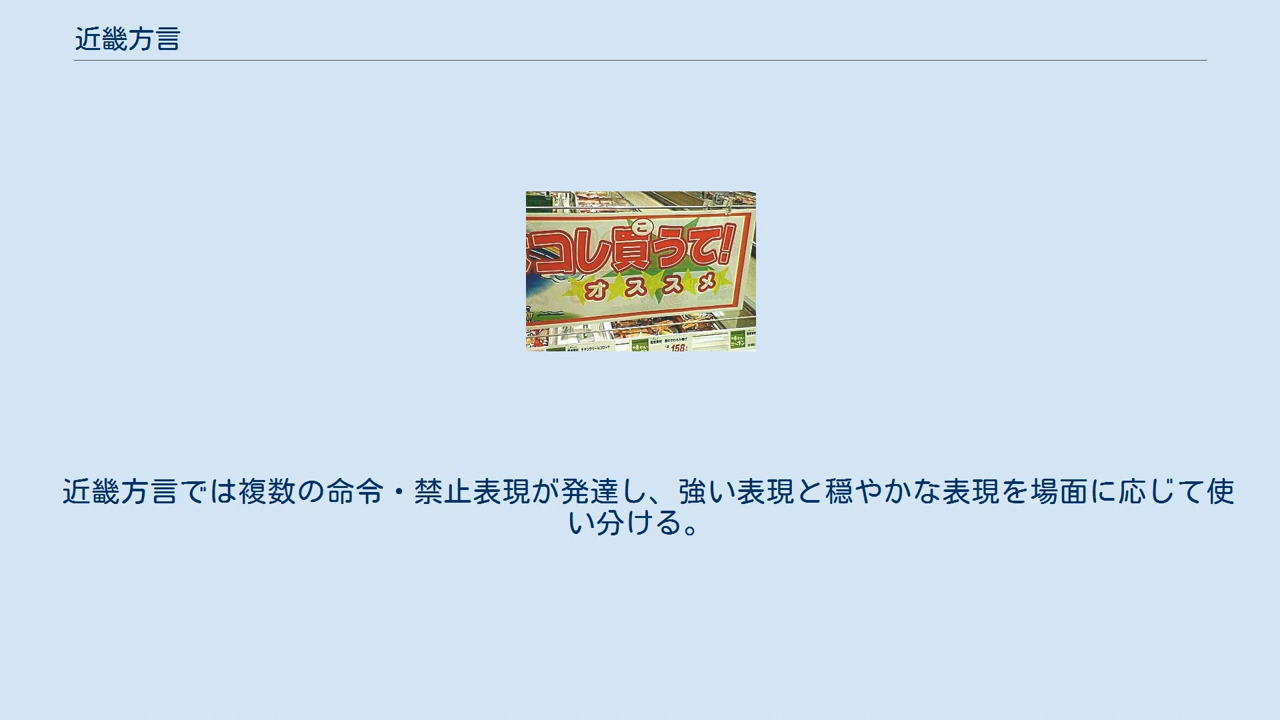 近畿方言
コレ買うて!
こ
オススメ
158
近畿方言では複数の命令・禁止表現が発達し、強い表現と穏やかな表現を場面に応じて使
い分ける。